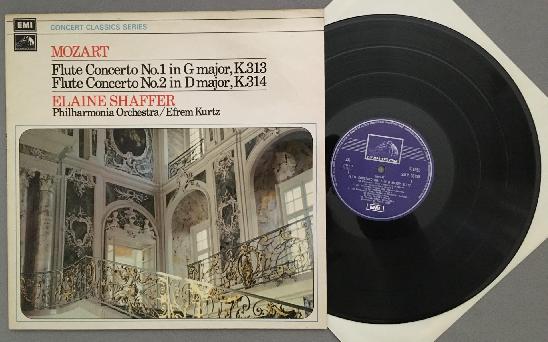 EMI
CONCERT CLASSICS SERIES
MOZART
Flute Concerto No.1 in G major, K.313
Flute Concerto No.2 in D major, K.314
ELAINE SHAFFER
Philharmonia Orchestra/Efrem Kurtz
EMI